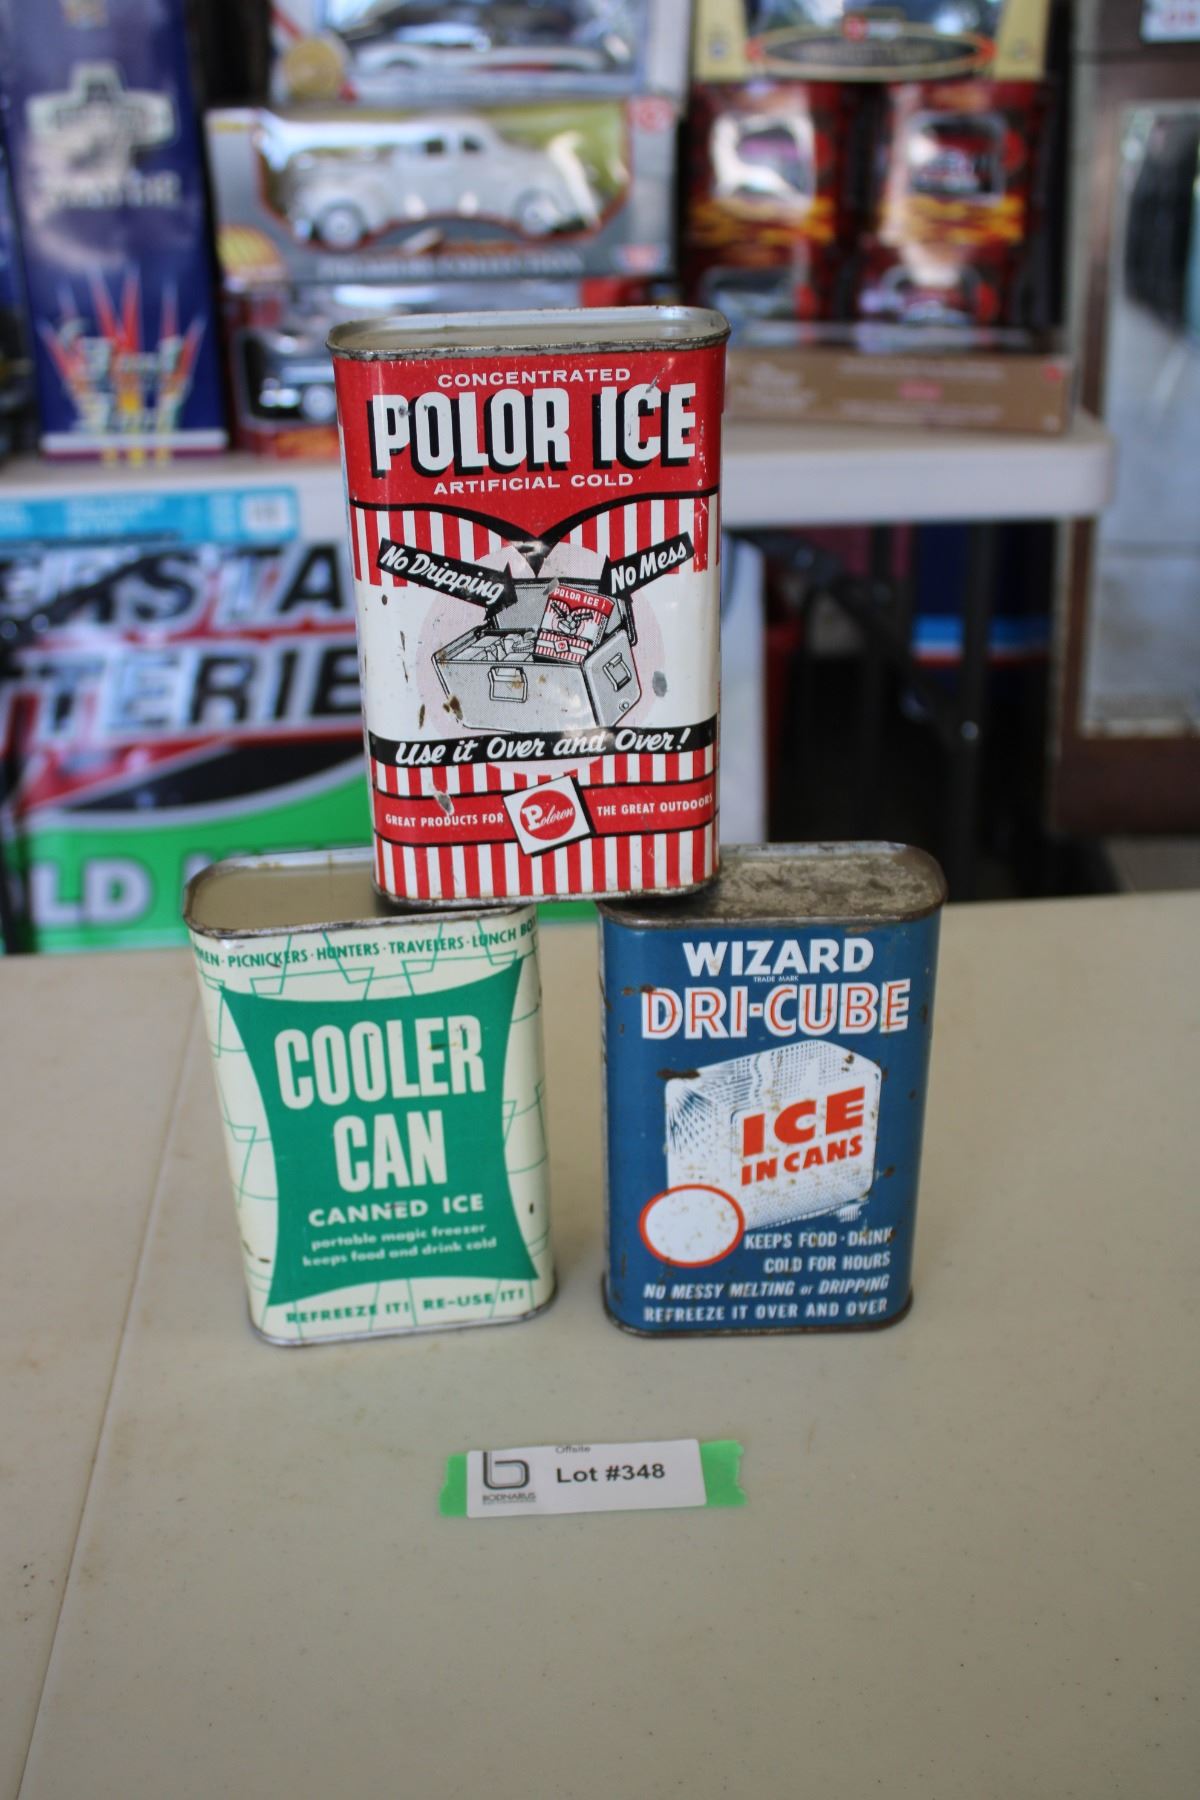 CONCENTRATED
POLOR ICE
ARTIFICIAL COLD
No Dripping
No Mess
POLOR ICE
Use it Over and Over!
GREAT PRODUCTS FOR
Poloron
THE GREAT OUTDOORS
PICNICKERS · HUNTERS · TRAVELERS · LUNCH
COOLER
CAN
CANNED ICE
portable magic freezer
keeps food and drink cold
REFREEZE IT! RE-USE IT!
WIZARD
TRADE MARK
DRI-CUBE
ICE
IN CANS
KEEPS FOOD · DRINK
COLD FOR HOURS
NO MESSY MELTING or DRIPPING
REFREEZE IT OVER AND OVER
Offsite
Lot #348
BODNARUS